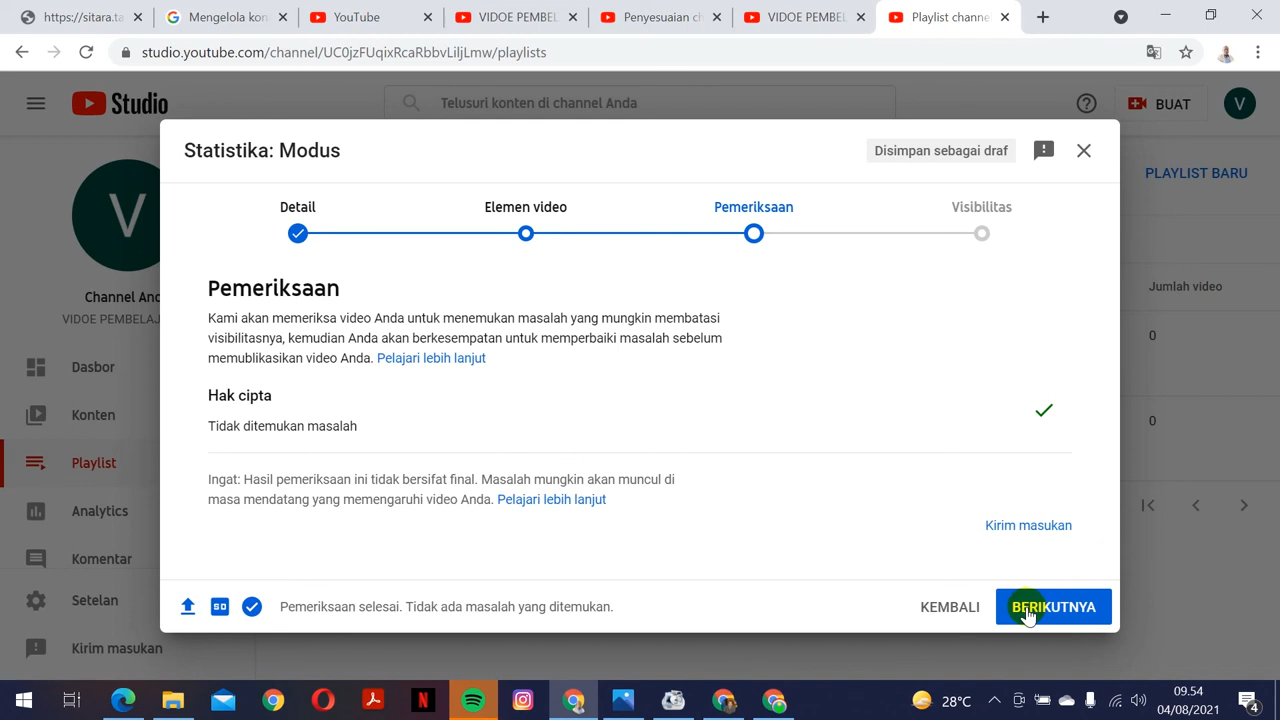 https://sitara.ta
Mengelola kon
YouTube
VIDOE PEMBEL
Penyesuaian c
VIDOE PEMBEL
Playlist channe
studio.youtube.com/channel/UC0jzFUqixRcaRbbvLiljLmw/playlists
Studio
Telusuri konten di channel Anda
BUAT
V
Statistika: Modus
Disimpan sebagai draf
PLAYLIST BARU
Detail
Elemen video
Pemeriksaan
Visibilitas
V
Pemeriksaan
Jumlah video
Channel And
VIDOE PEMBELAJ
Kami akan memeriksa video Anda untuk menemukan masalah yang mungkin membatasi
visibilitasnya, kemudian Anda akan berkesempatan untuk memperbaiki masalah sebelum
memublikasikan video Anda. Pelajari lebih lanjut
0
Dasbor
Hak cipta
Tidak ditemukan masalah
Konten
0
Playlist
Ingat: Hasil pemeriksaan ini tidak bersifat final. Masalah mungkin akan muncul di
masa mendatang yang memengaruhi video Anda. Pelajari lebih lanjut
Analytics
Kirim masukan
Komentar
Setelan
SD
Pemeriksaan selesai. Tidak ada masalah yang ditemukan.
KEMBALI
BERIKUTNYA
Kirim masukan
28°C
09.54
04/08/2021
4